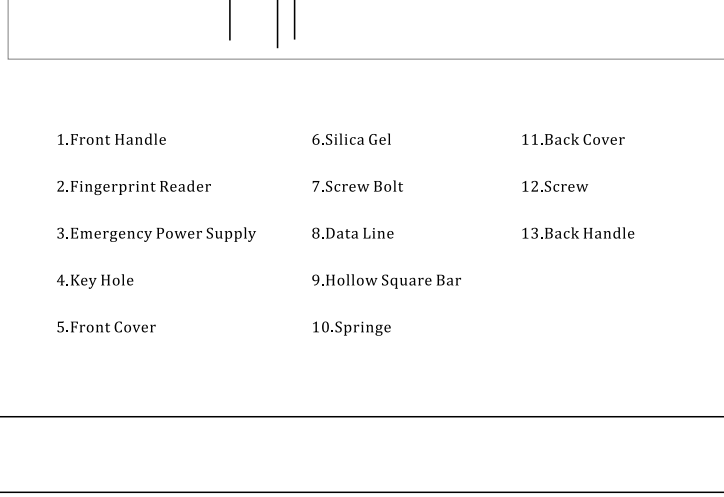 1.Front Handle
2.Fingerprint Reader
3.Emergency Power Supply
4.Key Hole
5.Front Cover
6.Silica Gel
7.Screw Bolt
8.Data Line
9.Hollow Square Bar
10.Springe
11.Back Cover
12.Screw
13.Back Handle